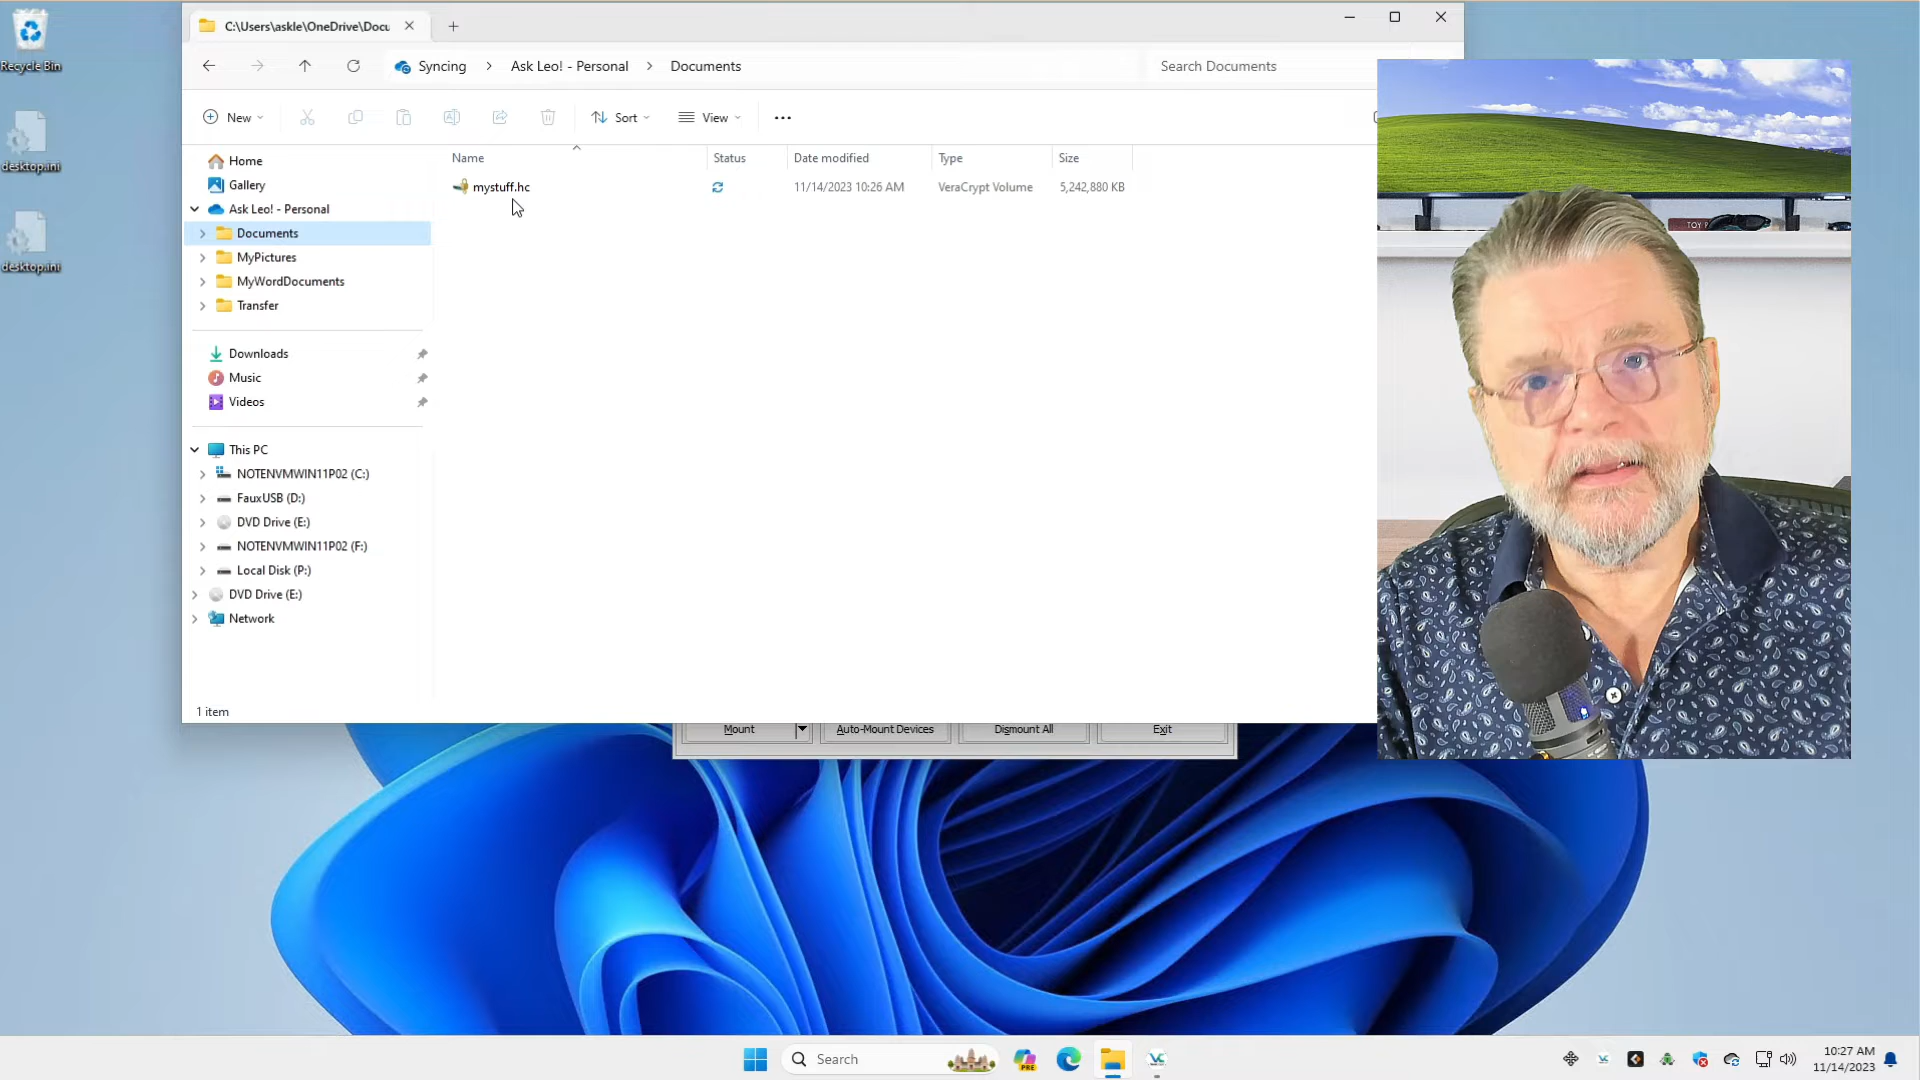 Recycle Bin
desktop.ini
desktop.ini
C:\Users\askle\OneDrive\Docu
Syncing
Ask Leo! - Personal
Documents
Search Documents
New
Sort
View
Name
Status
Date modified
Type
Size
mystuff.hc
11/14/2023 10:26 AM
VeraCrypt Volume
5,242,880 KB
Home
Gallery
Ask Leo! - Personal
Documents
MyPictures
MyWordDocuments
Transfer
Downloads
Music
Videos
This PC
NOTENVMWIN11P02 (C:)
FauxUSB (D:)
DVD Drive (E:)
NOTENVMWIN11P02 (F:)
Local Disk (P:)
DVD Drive (E:)
Network
1 item
Mount
Auto-Mount Devices
Dismount All
Exit
TOY
Search
PRE
10:27 AM
11/14/2023